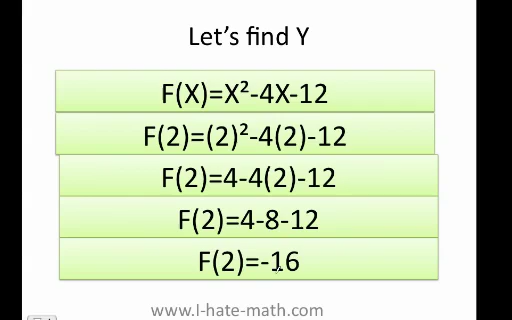 Let's find Y
F(X)=X²-4X-12
F(2)=(2)²-4(2)-12
F(2)=4-4(2)-12
F(2)=4-8-12
F(2)=-16
www.I-hate-math.com